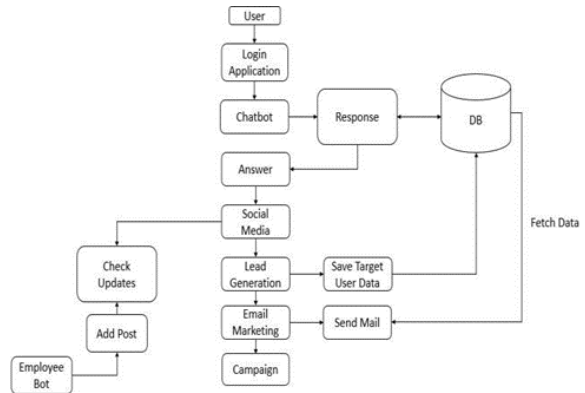 User
Login
Application
Chatbot
Response
DB
Answer
Social
Media
Fetch Data
Check
Updates
Lead
Generation
Save Target
User Data
Add Post
Email
Marketing
Send Mail
Employee
Bot
Campaign